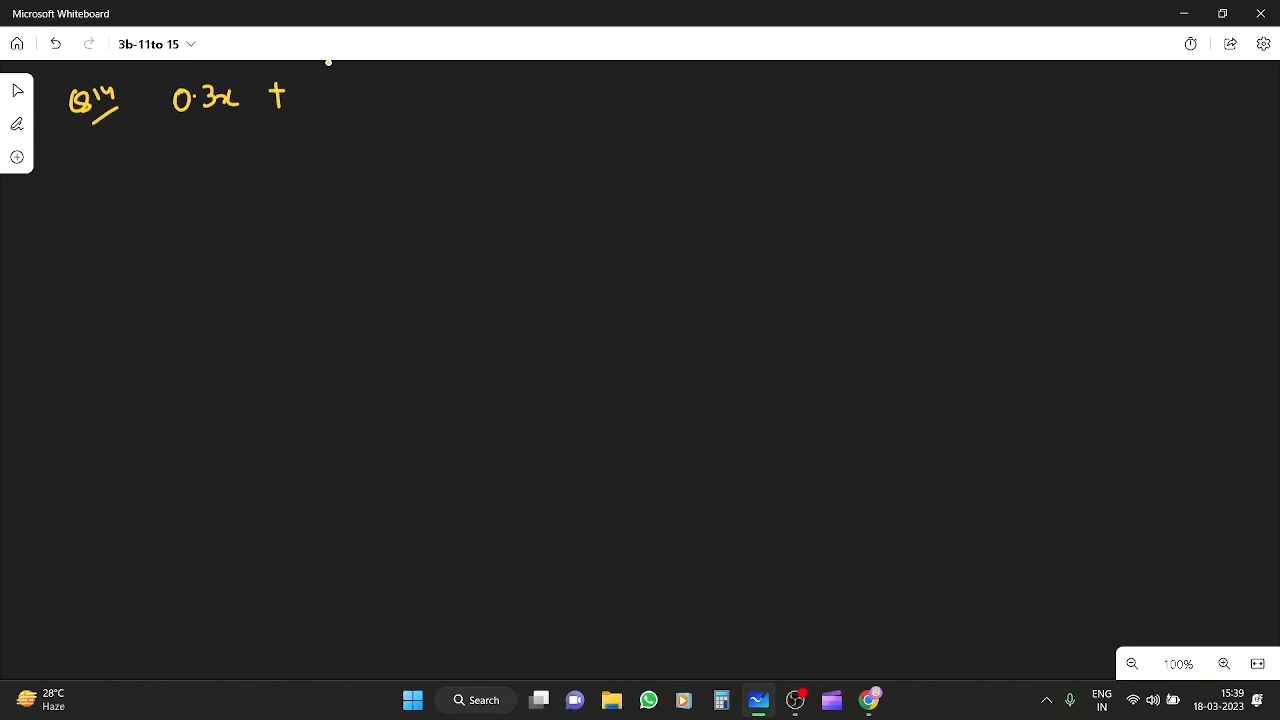 Microsoft Whiteboard
3b-11to 15
Q14 0.3x +
100%
28°C
Haze
Search
ENG
IN
15:39
18-03-2023